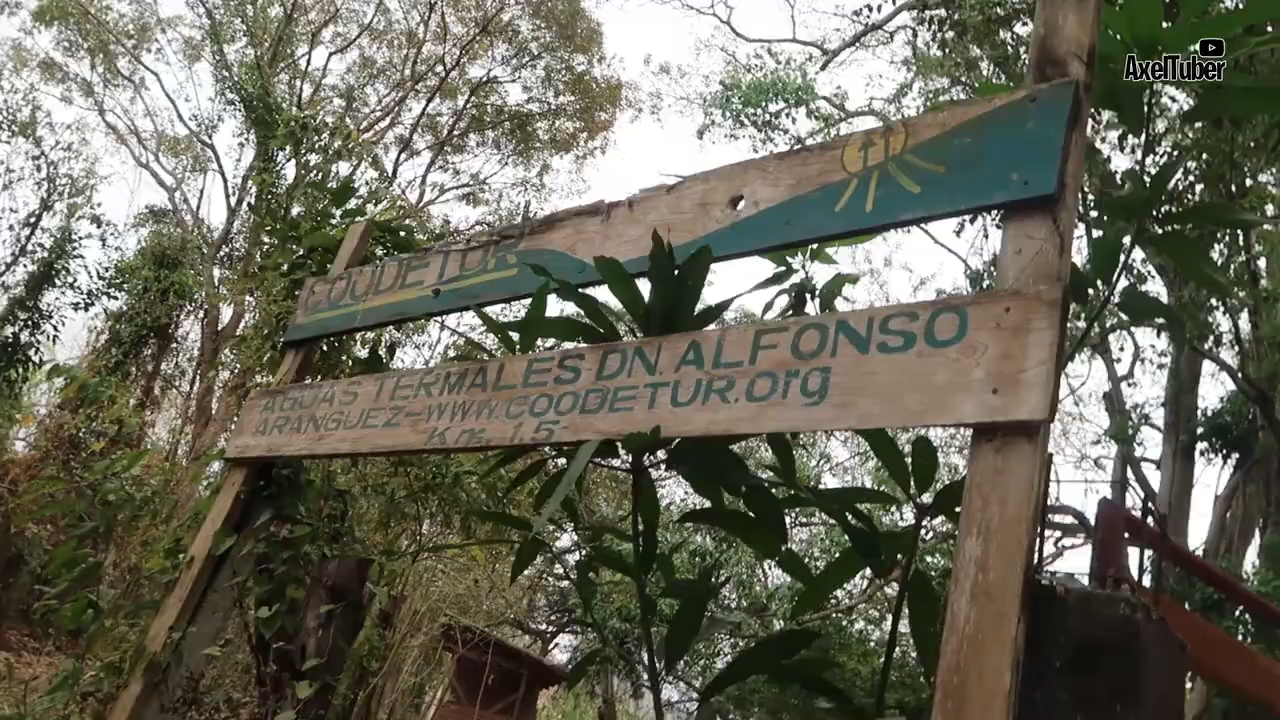 AxelTuber
COODETUR
AGUAS TERMALES DN. ALFONSO
ARANGUEZ-WWW.COODETUR.org
Km. 1.5